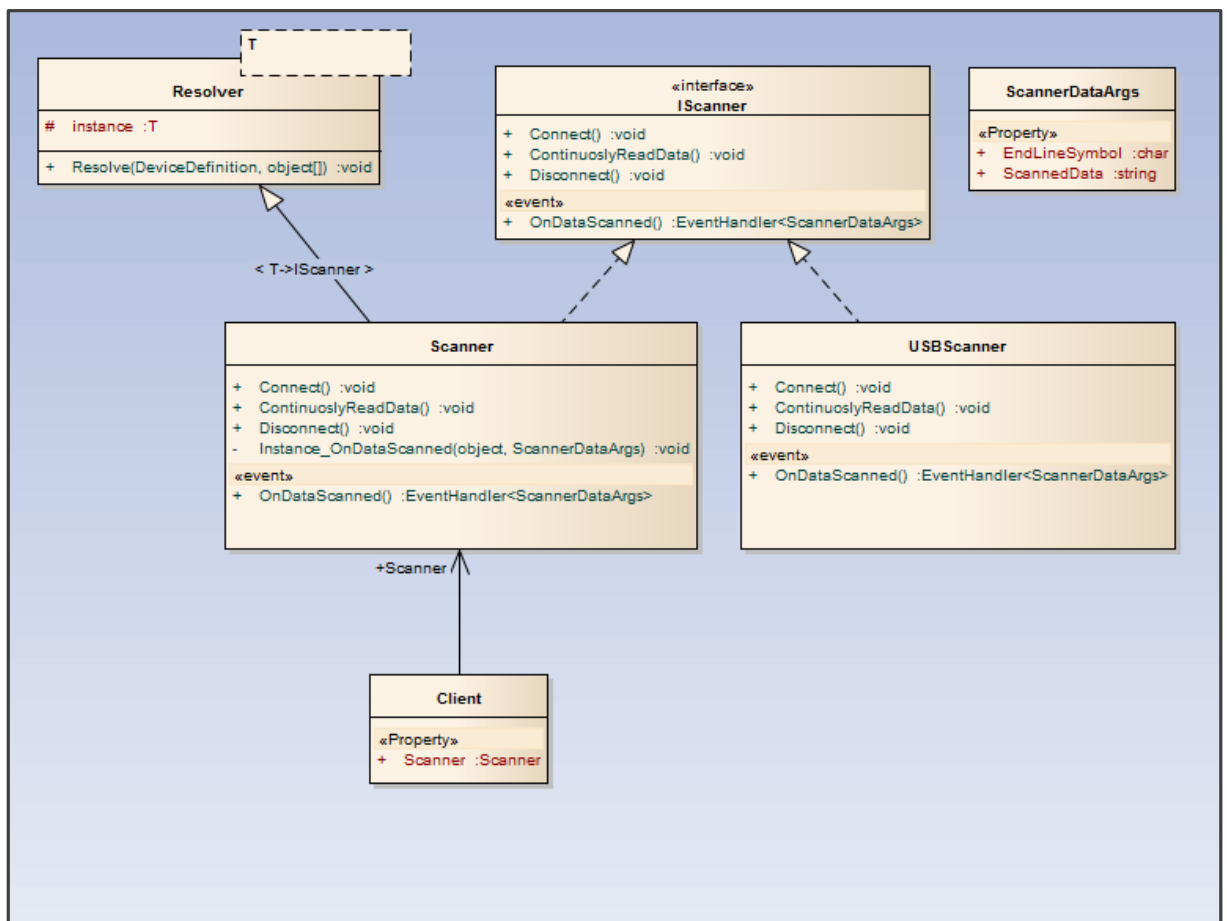 T
Resolver
# instance :T
+ Resolve(DeviceDefinition, object[]) :void
«interface»
IScanner
+ Connect() :void
+ ContinuoslyReadData() :void
+ Disconnect() :void
«event»
+ OnDataScanned() :EventHandler<ScannerDataArgs>
ScannerDataArgs
«Property»
+ EndLineSymbol :char
+ ScannedData :string
< T->IScanner >
Scanner
+ Connect() :void
+ ContinuoslyReadData() :void
+ Disconnect() :void
- Instance_OnDataScanned(object, ScannerDataArgs) :void
«event»
+ OnDataScanned() :EventHandler<ScannerDataArgs>
USBScanner
+ Connect() :void
+ ContinuoslyReadData() :void
+ Disconnect() :void
«event»
+ OnDataScanned() :EventHandler<ScannerDataArgs>
+Scanner
Client
«Property»
+ Scanner :Scanner